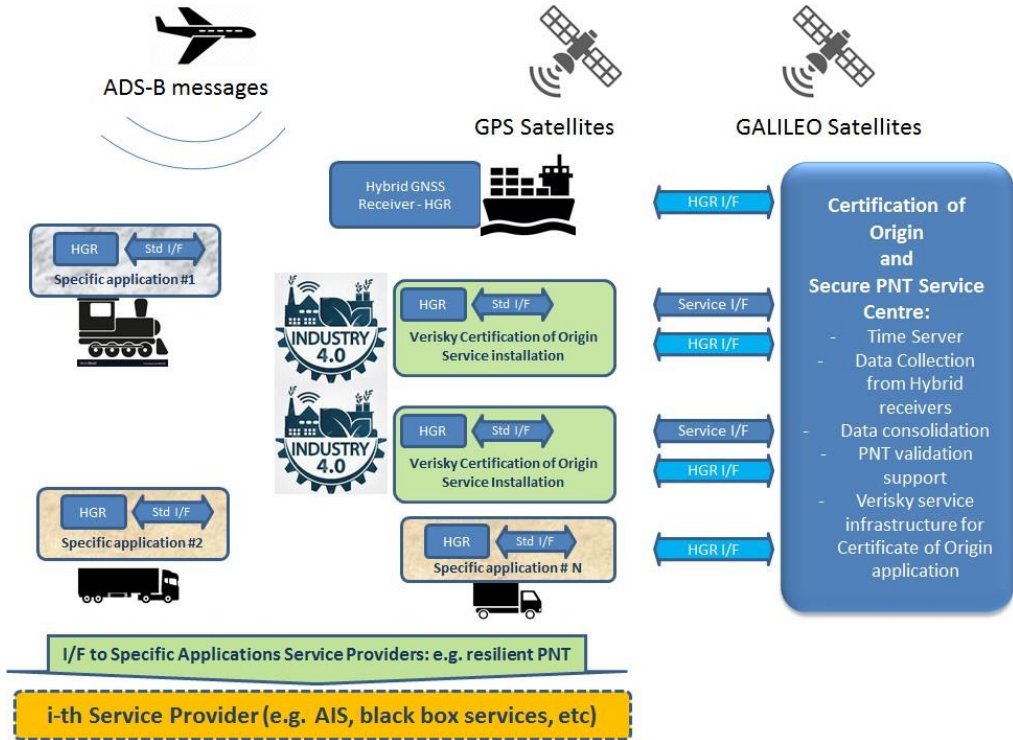 ADS-B messages
GPS Satellites
GALILEO Satellites
Hybrid GNSS
Receiver - HGR
HGR I/F
HGR
Std I/F
Specific application #1
INDUSTRY
4.0
HGR
Std I/F
Verisky Certification of Origin
Service installation
Service I/F
HGR I/F
INDUSTRY
4.0
HGR
Std I/F
Verisky Certification of Origin
Service Installation
Service I/F
HGR I/F
HGR
Std I/F
Specific application #2
HGR
Std I/F
Specific application # N
HGR I/F
Certification of
Origin
and
Secure PNT Service
Centre:
- Time Server
- Data Collection
from Hybrid
receivers
- Data consolidation
- PNT validation
support
- Verisky service
infrastructure for
Certificate of Origin
application
I/F to Specific Applications Service Providers: e.g. resilient PNT
i-th Service Provider (e.g. AIS, black box services, etc)